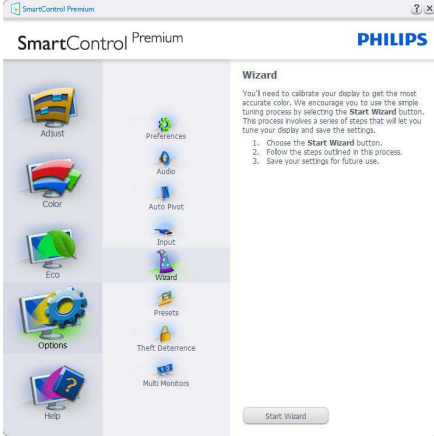 SmartControl Premium
? X
SmartControl Premium
PHILIPS
Adjust
Color
Eco
Options
Help
Preferences
Audio
Auto Pivot
Input
Wizard
Presets
Theft Deterrence
1 2
Multi Monitors
Wizard
You'll need to calibrate your display to get the most
accurate color. We encourage you to use the simple
tuning process by selecting the Start Wizard button.
This process involves a series of steps that will let you
tune your display and save the settings.
1. Choose the Start Wizard button.
2. Follow the steps outlined in this process.
3. Save your settings for future use.
Start Wizard